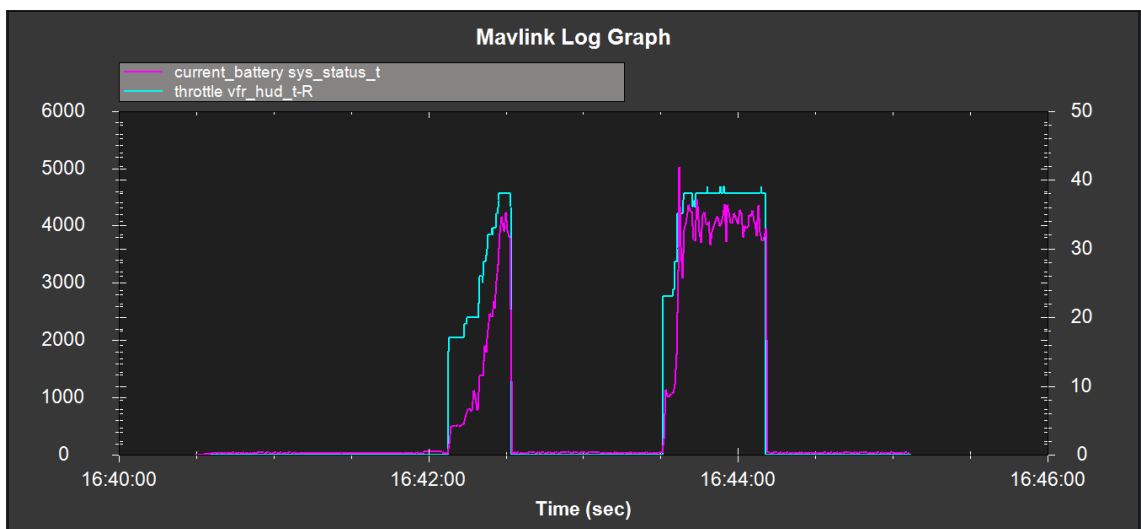 Mavlink Log Graph
current_battery sys_status_t
throttle vfr_hud_t-R
6000 50
5000 40
4000 30
3000 20
2000 10
1000 0
0
16:40:00 16:42:00 16:44:00 16:46:00
Time (sec)